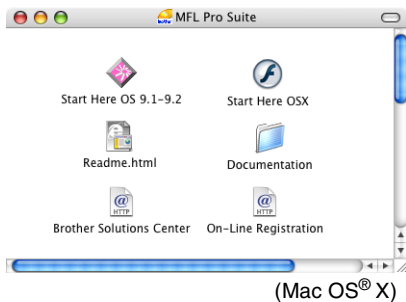 MFL Pro Suite
Start Here OS 9.1-9.2
Start Here OSX
Readme.html
Documentation
@
HTTP
@
HTTP
Brother Solutions Center
On-Line Registration
(Mac OS® X)